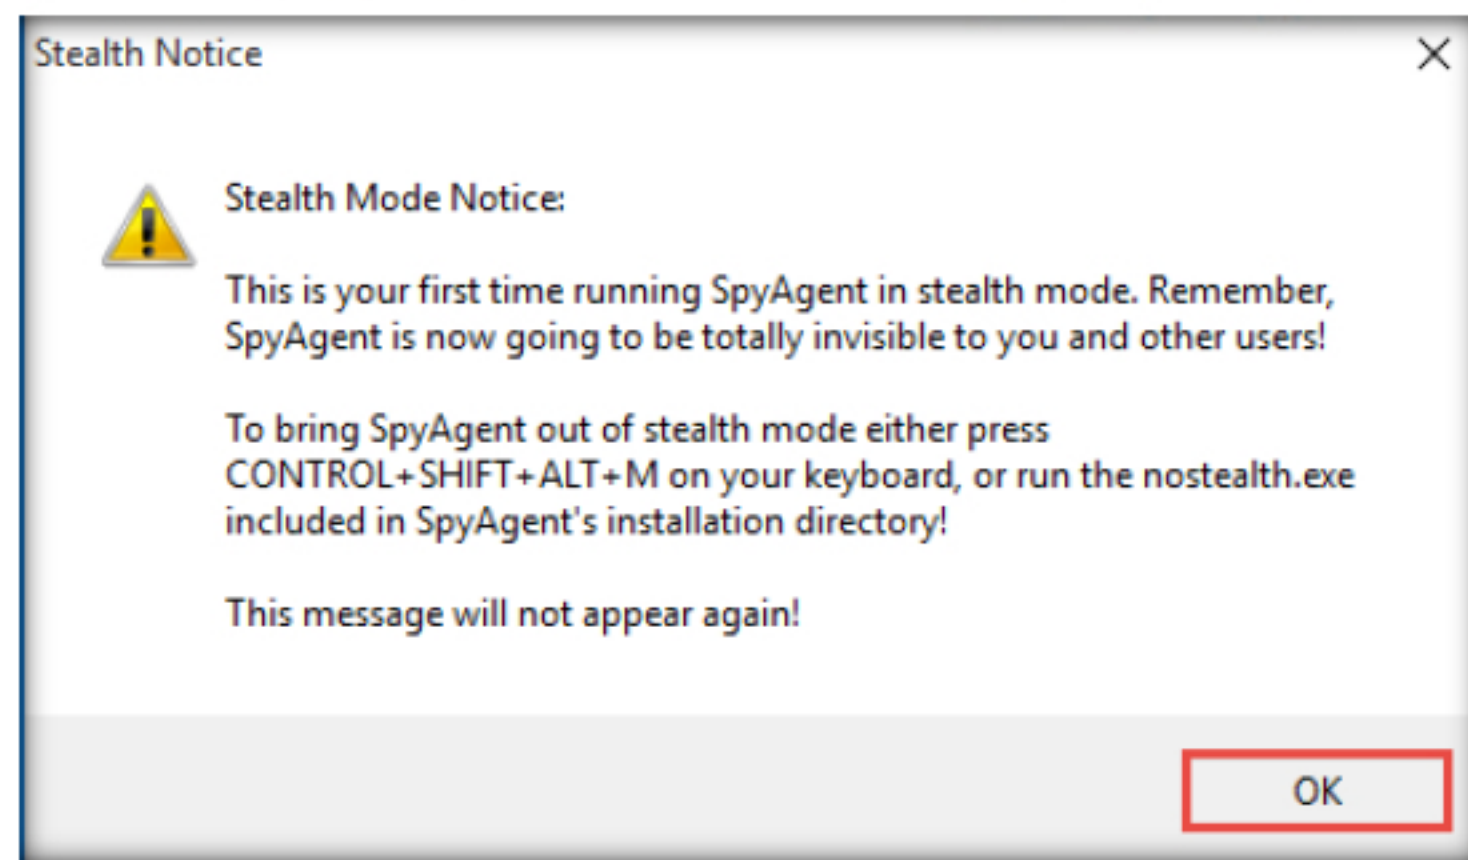 Stealth Notice
Stealth Mode Notice:
This is your first time running SpyAgent in stealth mode. Remember,
SpyAgent is now going to be totally invisible to you and other users!
To bring SpyAgent out of stealth mode either press
CONTROL+SHIFT+ALT+M on your keyboard, or run the nostealth.exe
included in SpyAgent's installation directory!
This message will not appear again!
OK